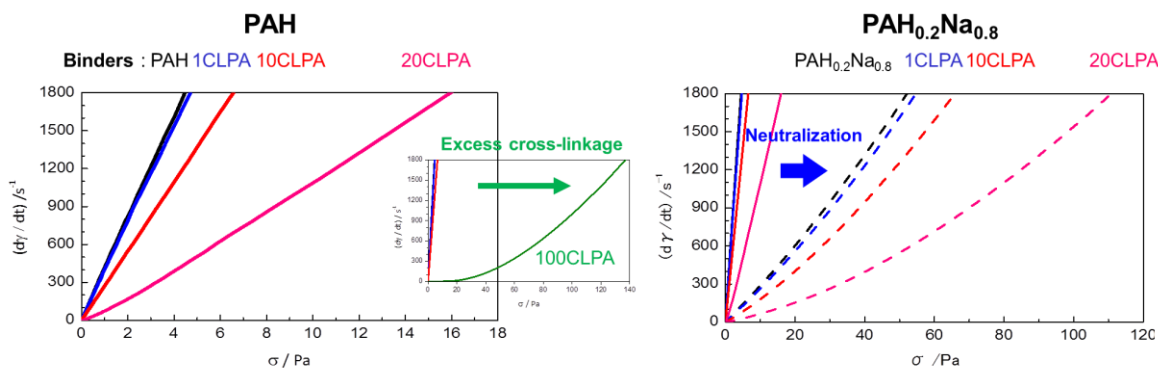 PAH
Binders : PAH 1CLPA 10CLPA 20CLPA
(dγ / dt) /s⁻¹
1800
1500
1200
900
600
300
0
0 2 4 6 8 10 12 14 16 18
σ / Pa
Excess cross-linkage
(dγ / dt) / s⁻¹
1800
1500
1200
900
600
300
0
100CLPA
0 20 40 60 80 100 120 140
σ / Pa
PAH₀.₂Na₀.₈
PAH₀.₂Na₀.₈ 1CLPA 10CLPA 20CLPA
(dγ/dt) /s⁻¹
1800
1500
1200
900
600
300
0
Neutralization
0 20 40 60 80 100 120
σ /Pa